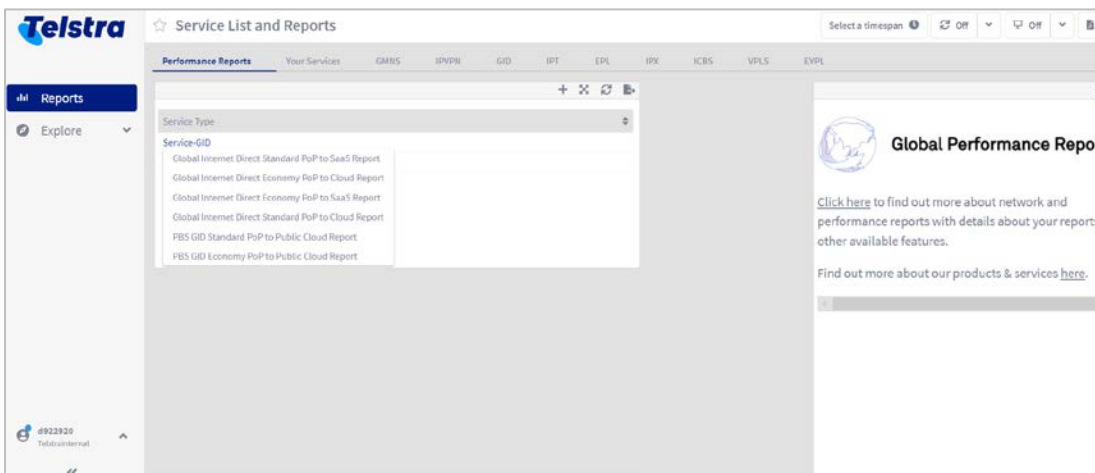 Telstra
Service List and Reports
Select a timespan
Off
Off
Performance Reports
Your Services
GMNS
IPVPN
GID
IPT
EPL
IPX
ICBS
VPLS
EVPL
Reports
Explore
Service Type
Service-GID
Global Internet Direct Standard PoP to SaaS Report
Global Internet Direct Economy PoP to Cloud Report
Global Internet Direct Economy PoP to SaaS Report
Global Internet Direct Standard PoP to Cloud Report
PBS GID Standard PoP to Public Cloud Report
PBS GID Economy PoP to Public Cloud Report
Global Performance Repo
Click here to find out more about network and
performance reports with details about your report
other available features.
Find out more about our products & services here.
d922920